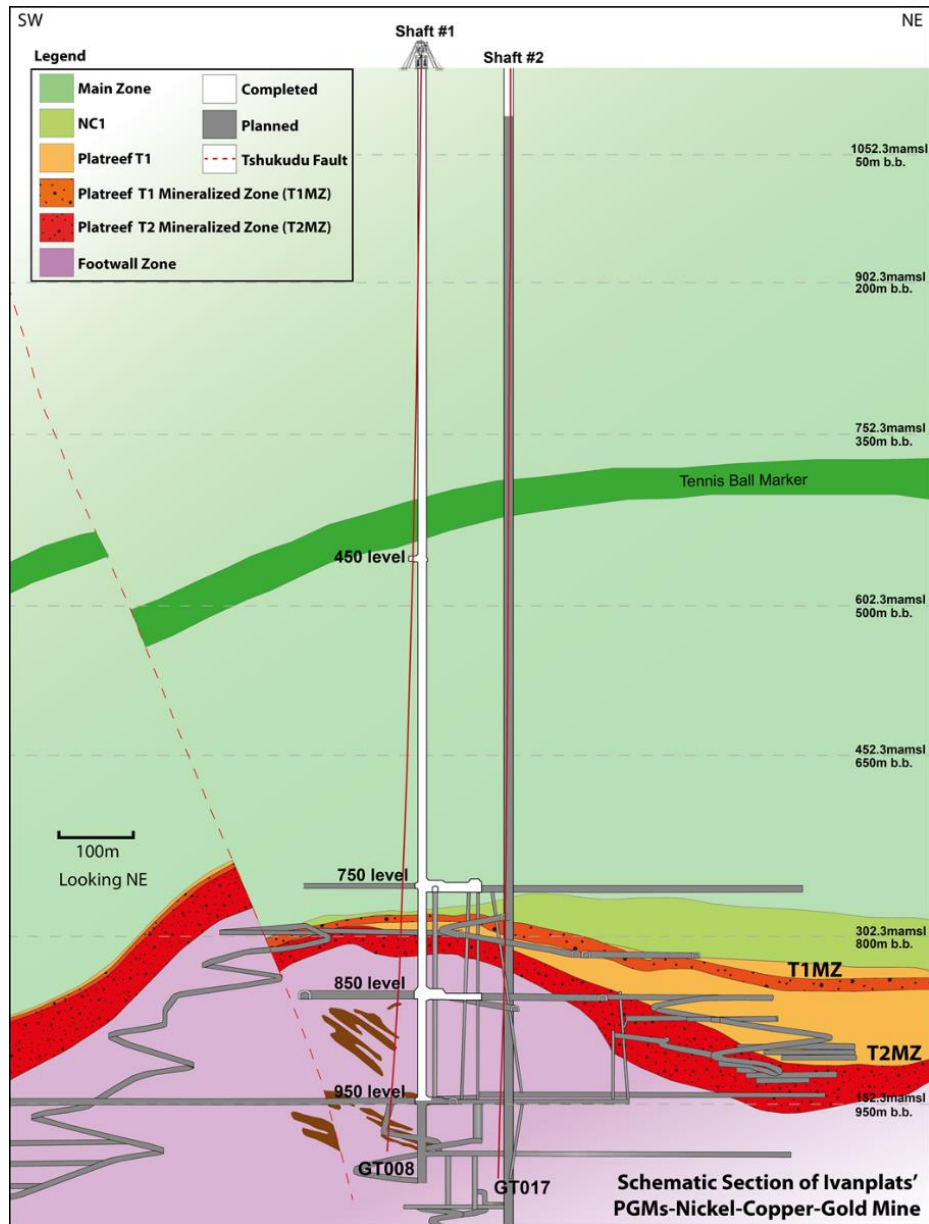 SW
NE
Shaft #1
Shaft #2
Legend
Main Zone
NC1
Platreef T1
Platreef T1 Mineralized Zone (T1MZ)
Platreef T2 Mineralized Zone (T2MZ)
Footwall Zone
Completed
Planned
Tshukudu Fault
1052.3mamsl
50m b.b.
902.3mamsl
200m b.b.
752.3mamsl
350m b.b.
Tennis Ball Marker
450 level
602.3mamsl
500m b.b.
452.3mamsl
650m b.b.
100m
Looking NE
750 level
302.3mamsl
800m b.b.
T1MZ
850 level
T2MZ
950 level
152.3mamsl
950m b.b.
GT008
GT017
Schematic Section of Ivanplats'
PGMs-Nickel-Copper-Gold Mine